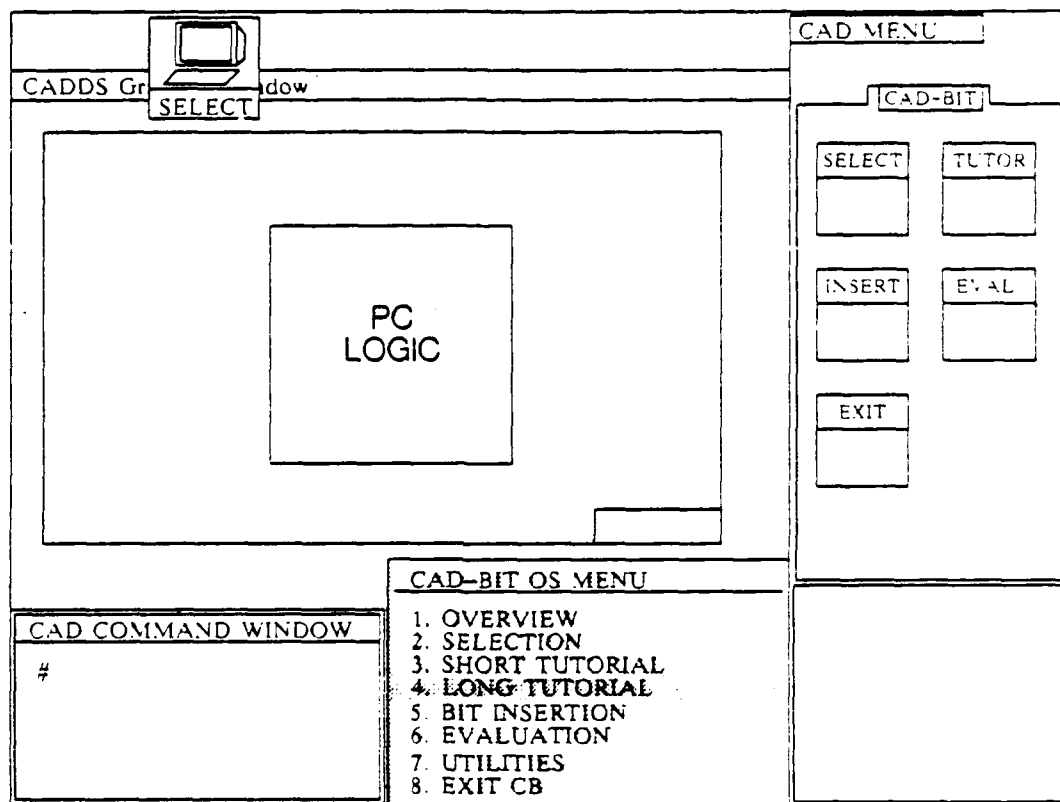 CAD MENU
CADDS Gr dow
SELECT
CAD-BIT
SELECT TUTOR
INSERT EVAL
EXIT
PC
LOGIC
CAD-BIT OS MENU
1. OVERVIEW
2. SELECTION
3. SHORT TUTORIAL
4. LONG TUTORIAL
5. BIT INSERTION
6. EVALUATION
7. UTILITIES
8. EXIT CB
CAD COMMAND WINDOW
#